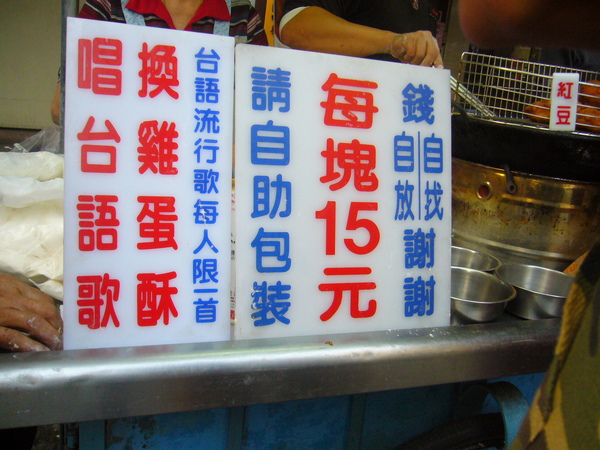 唱台語歌
換雞蛋酥
台語流行歌每人限一首
請自助包裝
每塊15元
錢自放自找謝謝
紅豆